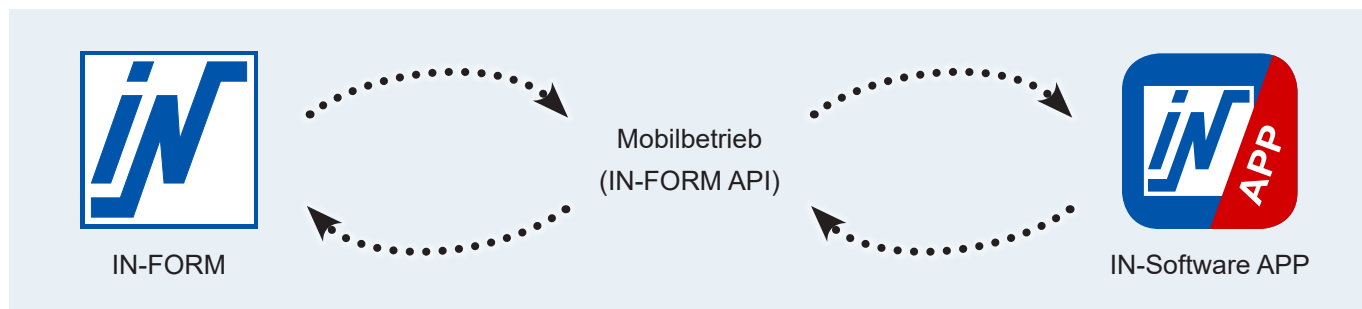 iN
iN
APP
Mobilbetrieb
(IN-FORM API)
IN-FORM
IN-Software APP